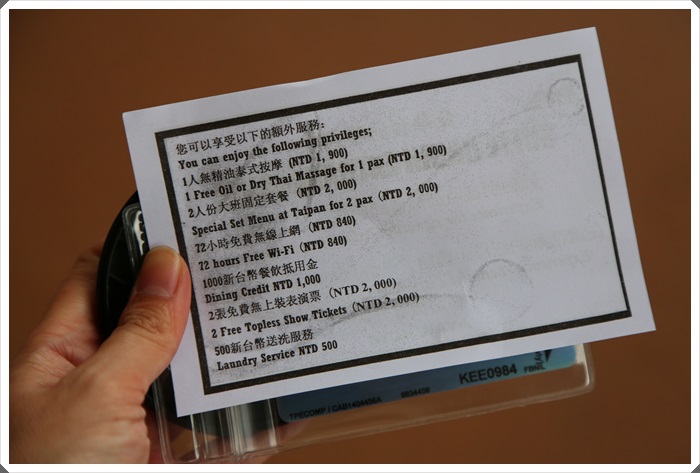 您可以享受以下的額外服務:
You can enjoy the following privileges;
1人無精油泰式按摩 (NTD 1, 900)
1 Free Oil or Dry Thai Massage for 1 pax (NTD 1, 900)
2人份大班固定套餐 (NTD 2, 000)
Special Set Menu at Taipan for 2 pax (NTD 2, 000)
72小時免費無線上網 (NTD 840)
72 hours Free Wi-Fi (NTD 840)
1000新台幣餐飲抵用金
Dining Credit NTD 1,000
2張免費無上裝表演票 (NTD 2, 000)
2 Free Topless Show Tickets (NTD 2, 000)
500新台幣送洗服務
Laundry Service NTD 500
KEE0984
FBNL